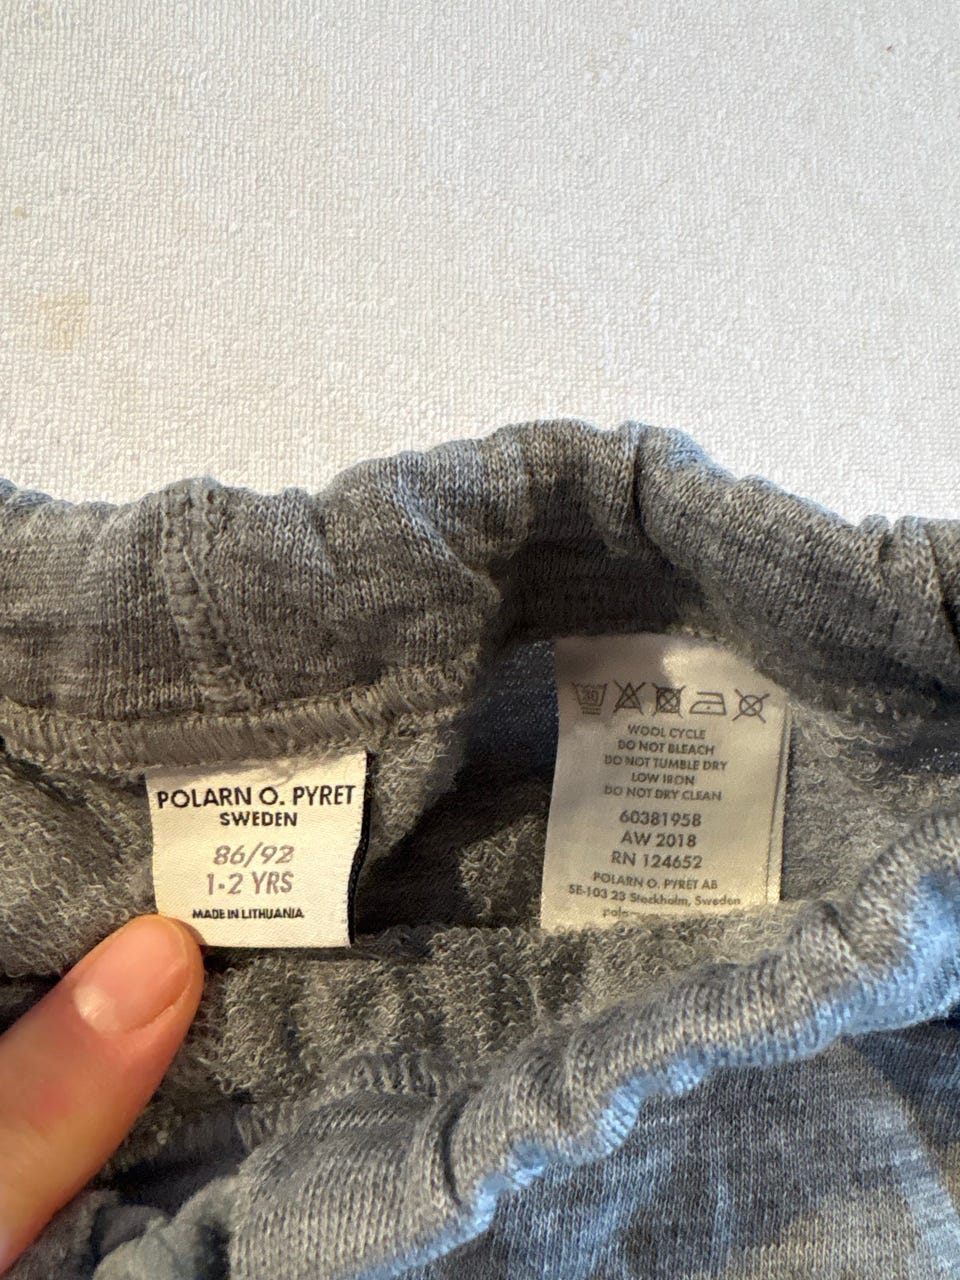 POLARN O. PYRET
SWEDEN
86/92
1-2 YRS
MADE IN LITHUANIA
30
WOOL CYCLE
DO NOT BLEACH
DO NOT TUMBLE DRY
LOW IRON
DO NOT DRY CLEAN
60381958
AW 2018
RN 124652
POLARN O. PYRET AB
SE-103 23 Stockholm, Sweden